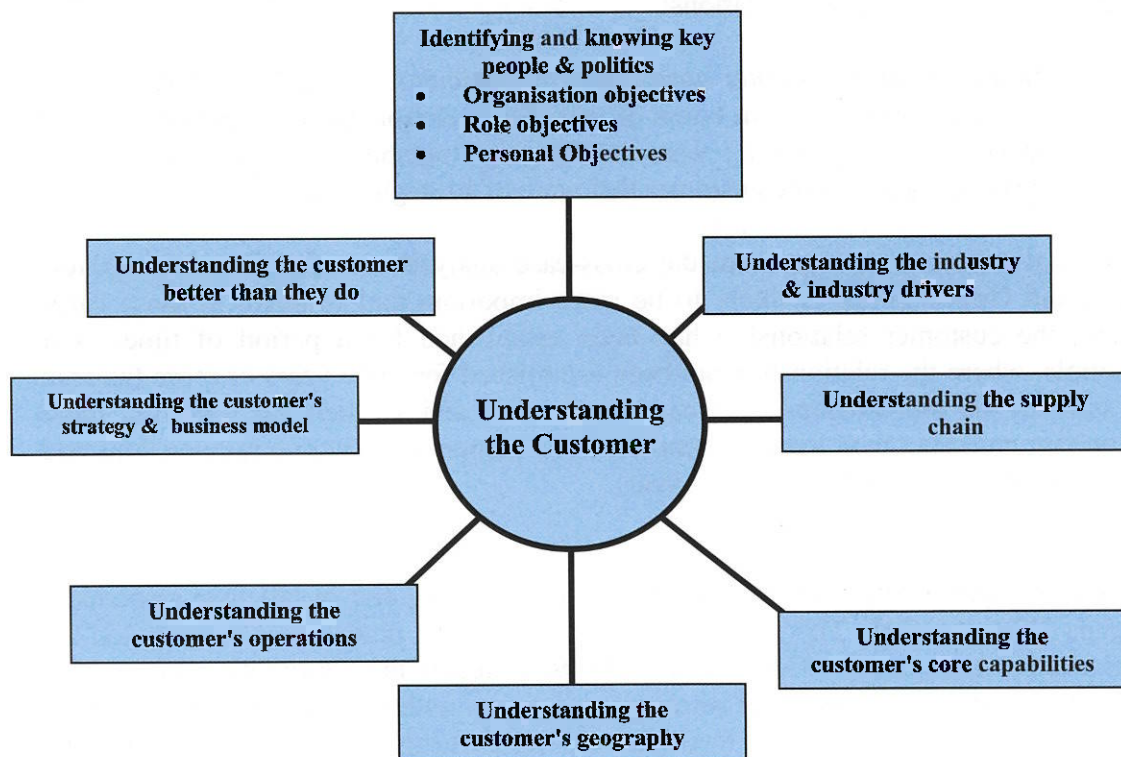 Identifying and knowing key
people & politics
• Organisation objectives
• Role objectives
• Personal Objectives
Understanding the customer
better than they do
Understanding the industry
& industry drivers
Understanding the customer's
strategy & business model
Understanding
the Customer
Understanding the supply
chain
Understanding the
customer's operations
Understanding the
customer's core capabilities
Understanding the
customer's geography